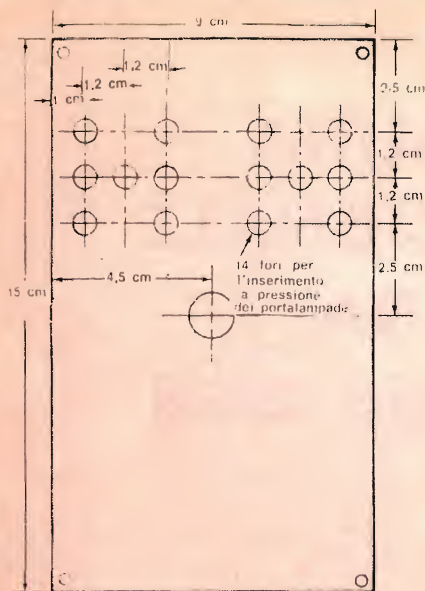 9 cm
1,2 cm
1,2 cm
1 cm
2,5 cm
1,2 cm
1,2 cm
2.5 cm
4,5 cm
15 cm
14 fori per
l'inserimento
a pressione
dei portalampade